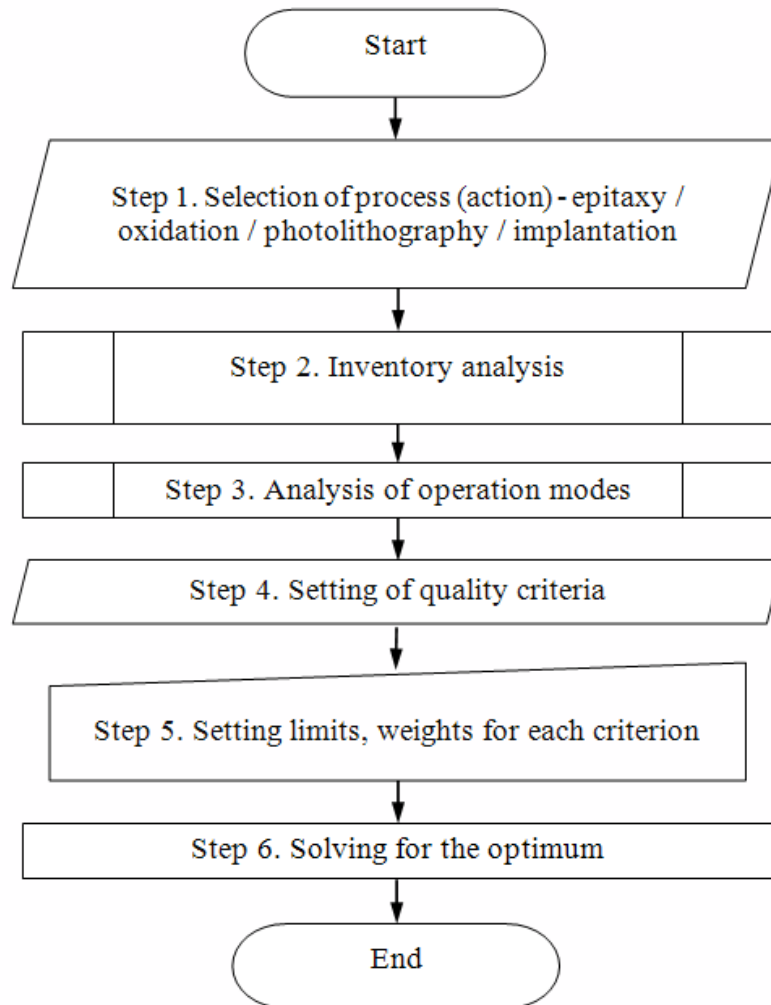 Start
Step 1. Selection of process (action) - epitaxy /
oxidation / photolithography / implantation
Step 2. Inventory analysis
Step 3. Analysis of operation modes
Step 4. Setting of quality criteria
Step 5. Setting limits, weights for each criterion
Step 6. Solving for the optimum
End